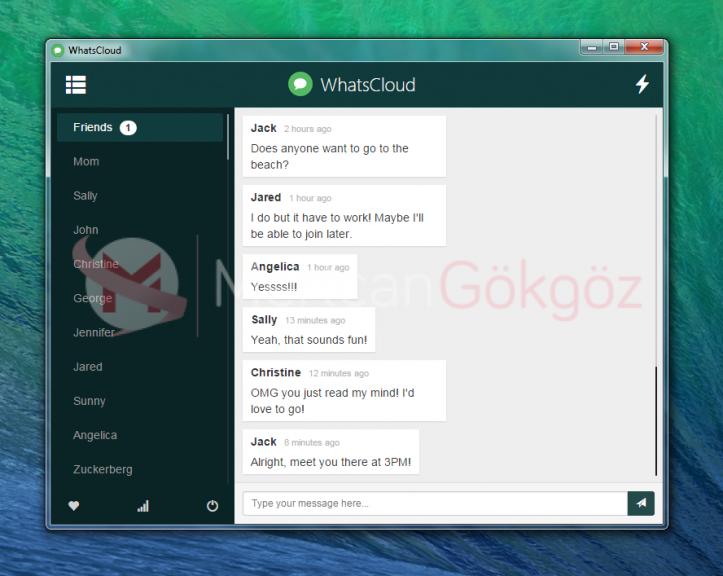 WhatsCloud
WhatsCloud
Friends 1
Mom
Sally
John
Christine
George
Jennifer
Jared
Sunny
Angelica
Zuckerberg
Jack 2 hours ago
Does anyone want to go to the
beach?
Jared 1 hour ago
I do but it have to work! Maybe I'll
be able to join later.
Angelica 1 hour ago
Yessss!!!
Sally 13 minutes ago
Yeah, that sounds fun!
Christine 12 minutes ago
OMG you just read my mind! I'd
love to go!
Jack 8 minutes ago
Alright, meet you there at 3PM!
Type your message here...
M
MertcanGökgöz